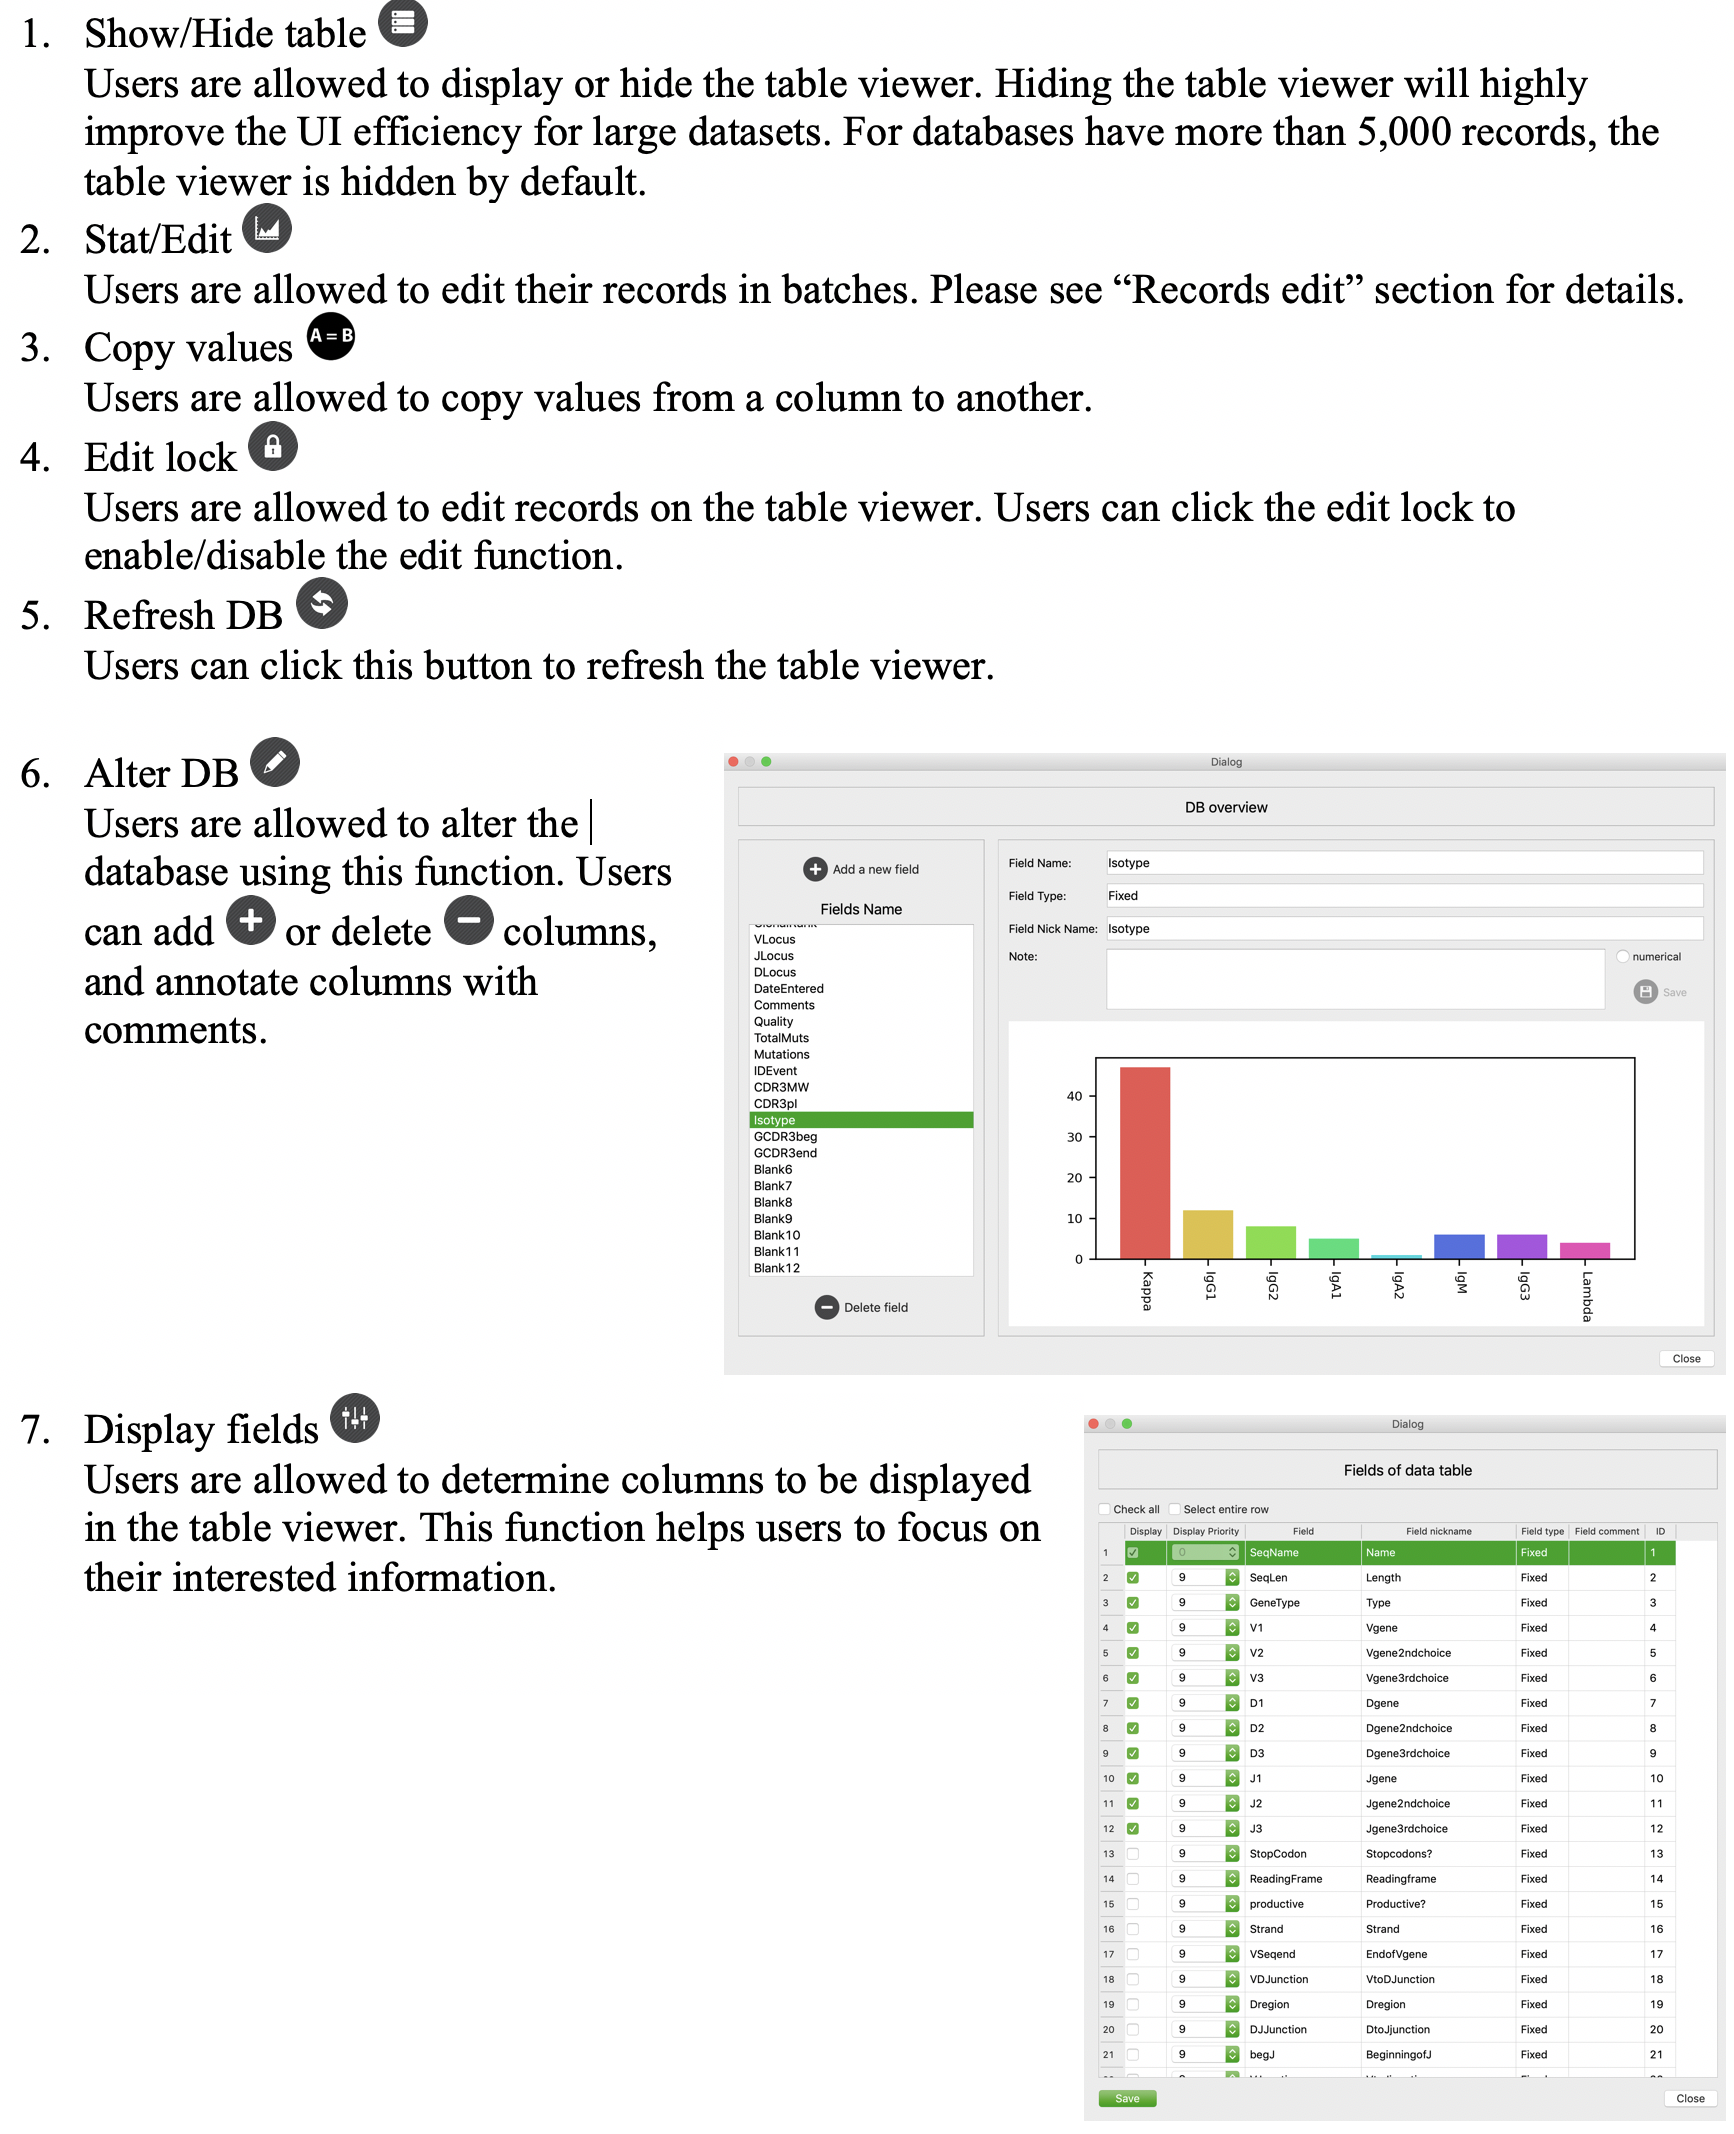 1. Show/Hide table
Users are allowed to display or hide the table viewer. Hiding the table viewer will highly
improve the UI efficiency for large datasets. For databases have more than 5,000 records, the
table viewer is hidden by default.
2. Stat/Edit
Users are allowed to edit their records in batches. Please see “Records edit” section for details.
3. Copy values A = B
Users are allowed to copy values from a column to another.
4. Edit lock
Users are allowed to edit records on the table viewer. Users can click the edit lock to
enable/disable the edit function.
5. Refresh DB
Users can click this button to refresh the table viewer.
6. Alter DB
Users are allowed to alter the
database using this function. Users
can add + or delete − columns,
and annotate columns with
comments.
Dialog
DB overview
Add a new field
Fields Name
VLocus
JLocus
DLocus
DateEntered
Comments
Quality
TotalMuts
Mutations
IDEvent
CDR3MW
CDR3pI
Isotype
GCDR3beg
GCDR3end
Blank6
Blank7
Blank8
Blank9
Blank10
Blank11
Blank12
Delete field
Field Name: Isotype
Field Type: Fixed
Field Nick Name: Isotype
Note:
numerical
Save
40
30
20
10
0
Kappa
IgG1
IgG2
IgA1
IgA2
IgM
IgG3
Lambda
Close
7. Display fields
Users are allowed to determine columns to be displayed
in the table viewer. This function helps users to focus on
their interested information.
Dialog
Fields of data table
Check all Select entire row
Display Display Priority Field Field nickname Field type Field comment ID
1 0 SeqName Name Fixed 1
2 9 SeqLen Length Fixed 2
3 9 GeneType Type Fixed 3
4 9 V1 Vgene Fixed 4
5 9 V2 Vgene2ndchoice Fixed 5
6 9 V3 Vgene3rdchoice Fixed 6
7 9 D1 Dgene Fixed 7
8 9 D2 Dgene2ndchoice Fixed 8
9 9 D3 Dgene3rdchoice Fixed 9
10 9 J1 Jgene Fixed 10
11 9 J2 Jgene2ndchoice Fixed 11
12 9 J3 Jgene3rdchoice Fixed 12
13 9 StopCodon Stopcodons? Fixed 13
14 9 ReadingFrame Readingframe Fixed 14
15 9 productive Productive? Fixed 15
16 9 Strand Strand Fixed 16
17 9 VSeqend EndofVgene Fixed 17
18 9 VDJunction VtoDJunction Fixed 18
19 9 Dregion Dregion Fixed 19
20 9 DJJunction DtoJjunction Fixed 20
21 9 begJ BeginningofJ Fixed 21
Save
Close